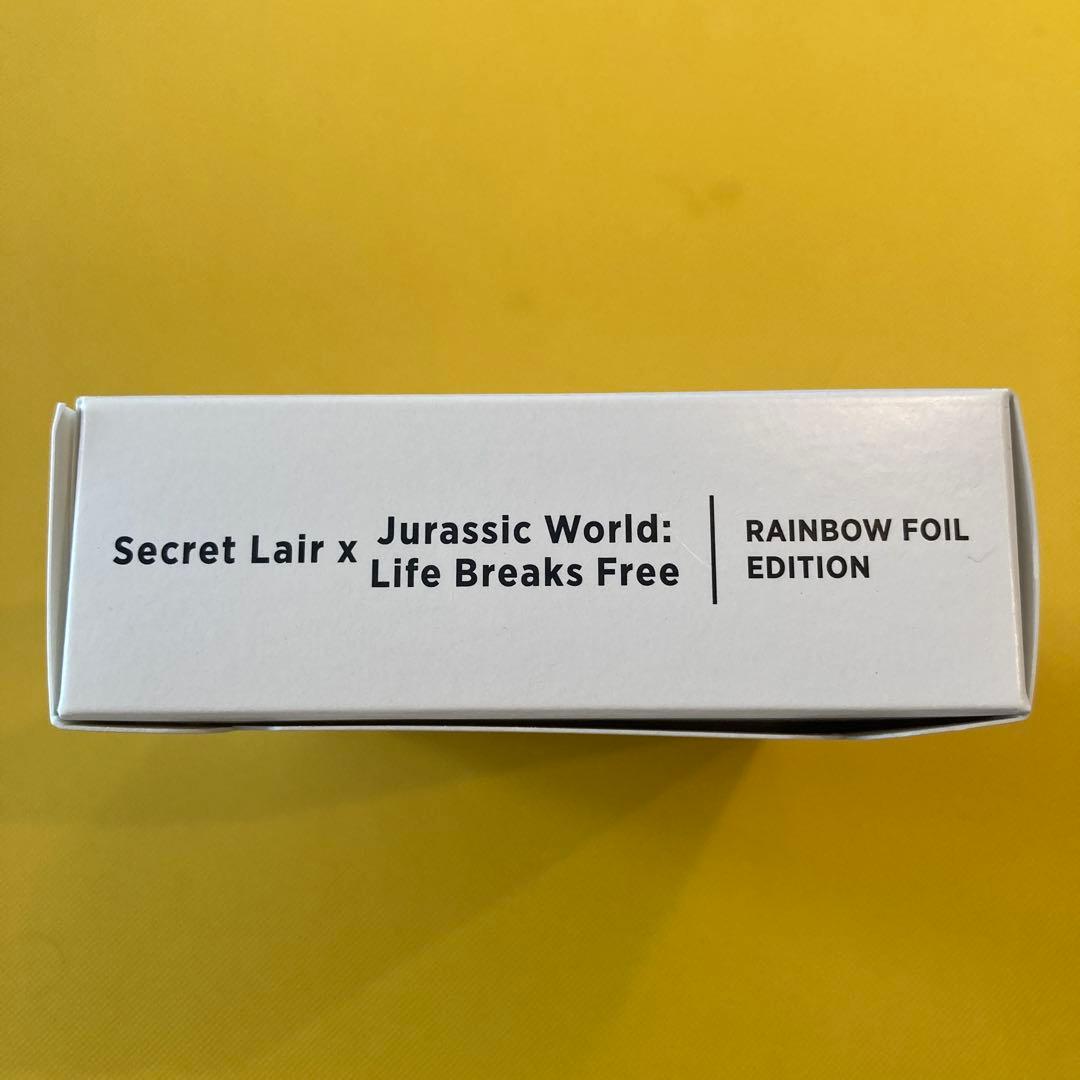 Secret Lair x
Jurassic World:
Life Breaks Free
RAINBOW FOIL
EDITION